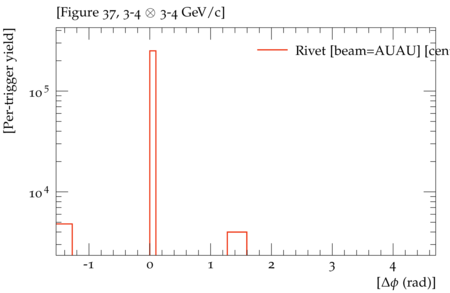 [Figure 37, 3-4 ⊗ 3-4 GeV/c]
[Per-trigger yield]
Rivet [beam=AUAU] [cen
10⁵
10⁴
-1 0 1 2 3 4
[Δϕ (rad)]